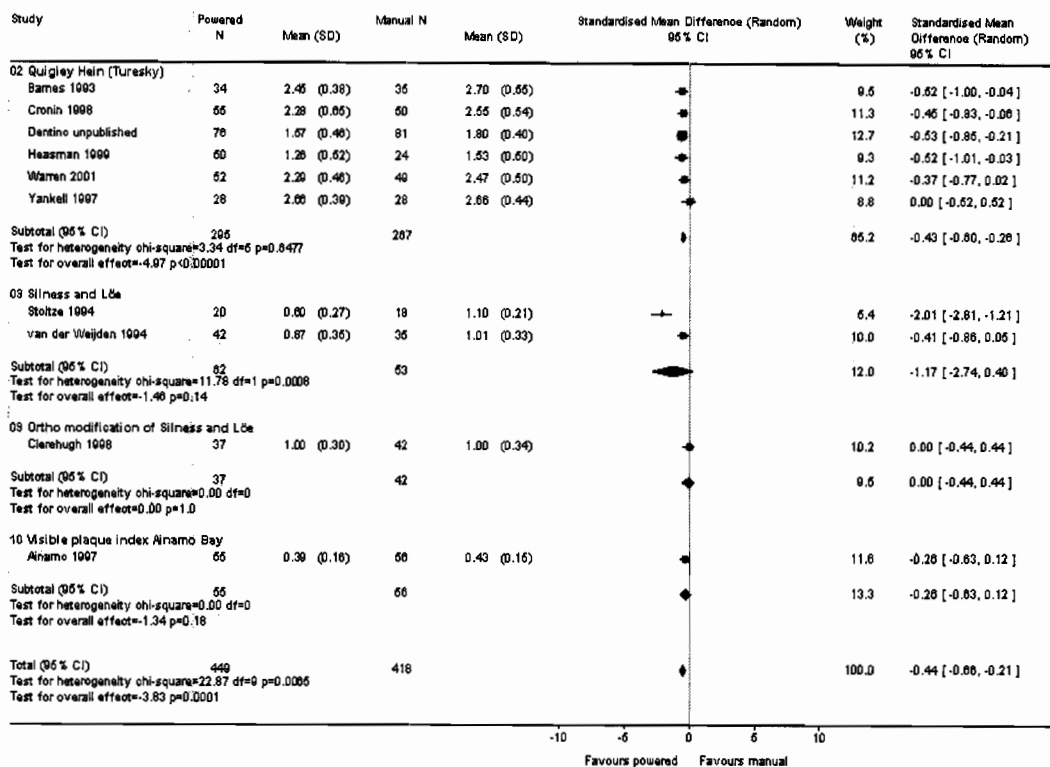 Study Powered N Mean (SD) Manual N Mean (SD) Standardised Mean Difference (Random) 95% CI Weight (%) Standardised Mean Difference (Random) 95% CI
02 Quigley Hein (Turesky)
Barnes 1993 34 2.45 (0.38) 35 2.70 (0.55) 9.5 -0.52 [-1.00, -0.04]
Cronin 1998 55 2.28 (0.65) 50 2.55 (0.54) 11.3 -0.45 [-0.83, -0.06]
Dentino unpublished 76 1.57 (0.46) 81 1.80 (0.40) 12.7 -0.53 [-0.85, -0.21]
Heasman 1999 50 1.26 (0.52) 24 1.53 (0.50) 9.3 -0.52 [-1.01, -0.03]
Warren 2001 52 2.29 (0.46) 49 2.47 (0.50) 11.2 -0.37 [-0.77, 0.02]
Yankell 1997 28 2.66 (0.39) 28 2.66 (0.44) 8.8 0.00 [-0.52, 0.52]
Subtotal (95% CI) 295 267 65.2 -0.43 [-0.60, -0.26]
Test for heterogeneity chi-square=3.34 df=5 p=0.6477
Test for overall effect=-4.97 p<0.00001
03 Silness and Löe
Stoltze 1994 20 0.60 (0.27) 18 1.10 (0.21) 5.4 -2.01 [-2.81, -1.21]
van der Weijden 1994 42 0.87 (0.35) 35 1.01 (0.33) 10.0 -0.41 [-0.86, 0.05]
Subtotal (95% CI) 62 53 12.0 -1.17 [-2.74, 0.40]
Test for heterogeneity chi-square=11.78 df=1 p=0.0006
Test for overall effect=-1.46 p=0.14
09 Ortho modification of Silness and Löe
Clerehugh 1998 37 1.00 (0.30) 42 1.00 (0.34) 10.2 0.00 [-0.44, 0.44]
Subtotal (95% CI) 37 42 9.5 0.00 [-0.44, 0.44]
Test for heterogeneity chi-square=0.00 df=0
Test for overall effect=0.00 p=1.0
10 Visible plaque index Ainamo Bay
Ainamo 1997 55 0.39 (0.16) 56 0.43 (0.15) 11.6 -0.26 [-0.63, 0.12]
Subtotal (95% CI) 55 56 13.3 -0.26 [-0.63, 0.12]
Test for heterogeneity chi-square=0.00 df=0
Test for overall effect=-1.34 p=0.18
Total (95% CI) 449 418 100.0 -0.44 [-0.66, -0.21]
Test for heterogeneity chi-square=22.87 df=9 p=0.0065
Test for overall effect=-3.83 p=0.0001
-10 -5 0 5 10
Favours powered Favours manual